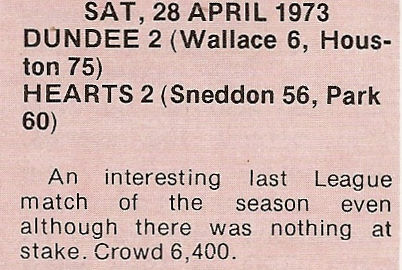 SAT, 28 APRIL 1973
DUNDEE 2 (Wallace 6, Hous-
ton 75)
HEARTS 2 (Sneddon 56, Park
60)
An interesting last League
match of the season even
although there was nothing at
stake. Crowd 6,400.